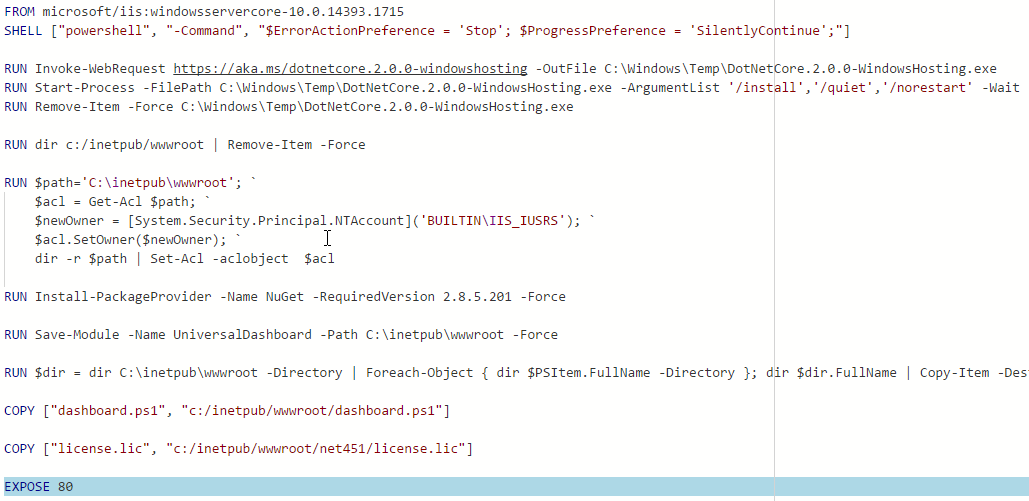 FROM microsoft/iis:windowsservercore-10.0.14393.1715
SHELL ["powershell", "-Command", "$ErrorActionPreference = 'Stop'; $ProgressPreference = 'SilentlyContinue';"]
RUN Invoke-WebRequest https://aka.ms/dotnetcore.2.0.0-windowshosting -OutFile C:\Windows\Temp\DotNetCore.2.0.0-WindowsHosting.exe
RUN Start-Process -FilePath C:\Windows\Temp\DotNetCore.2.0.0-WindowsHosting.exe -ArgumentList '/install','/quiet','/norestart' -Wait
RUN Remove-Item -Force C:\Windows\Temp\DotNetCore.2.0.0-WindowsHosting.exe
RUN dir c:/inetpub/wwwroot | Remove-Item -Force
RUN $path='C:\inetpub\wwwroot'; `
$acl = Get-Acl $path; `
$newOwner = [System.Security.Principal.NTAccount]('BUILTIN\IIS_IUSRS'); `
$acl.SetOwner($newOwner); `
dir -r $path | Set-Acl -aclobject  $acl
RUN Install-PackageProvider -Name NuGet -RequiredVersion 2.8.5.201 -Force
RUN Save-Module -Name UniversalDashboard -Path C:\inetpub\wwwroot -Force
RUN $dir = dir C:\inetpub\wwwroot -Directory | Foreach-Object { dir $PSItem.FullName -Directory }; dir $dir.FullName | Copy-Item -Des
COPY ["dashboard.ps1", "c:/inetpub/wwwroot/dashboard.ps1"]
COPY ["license.lic", "c:/inetpub/wwwroot/net451/license.lic"]
EXPOSE 80